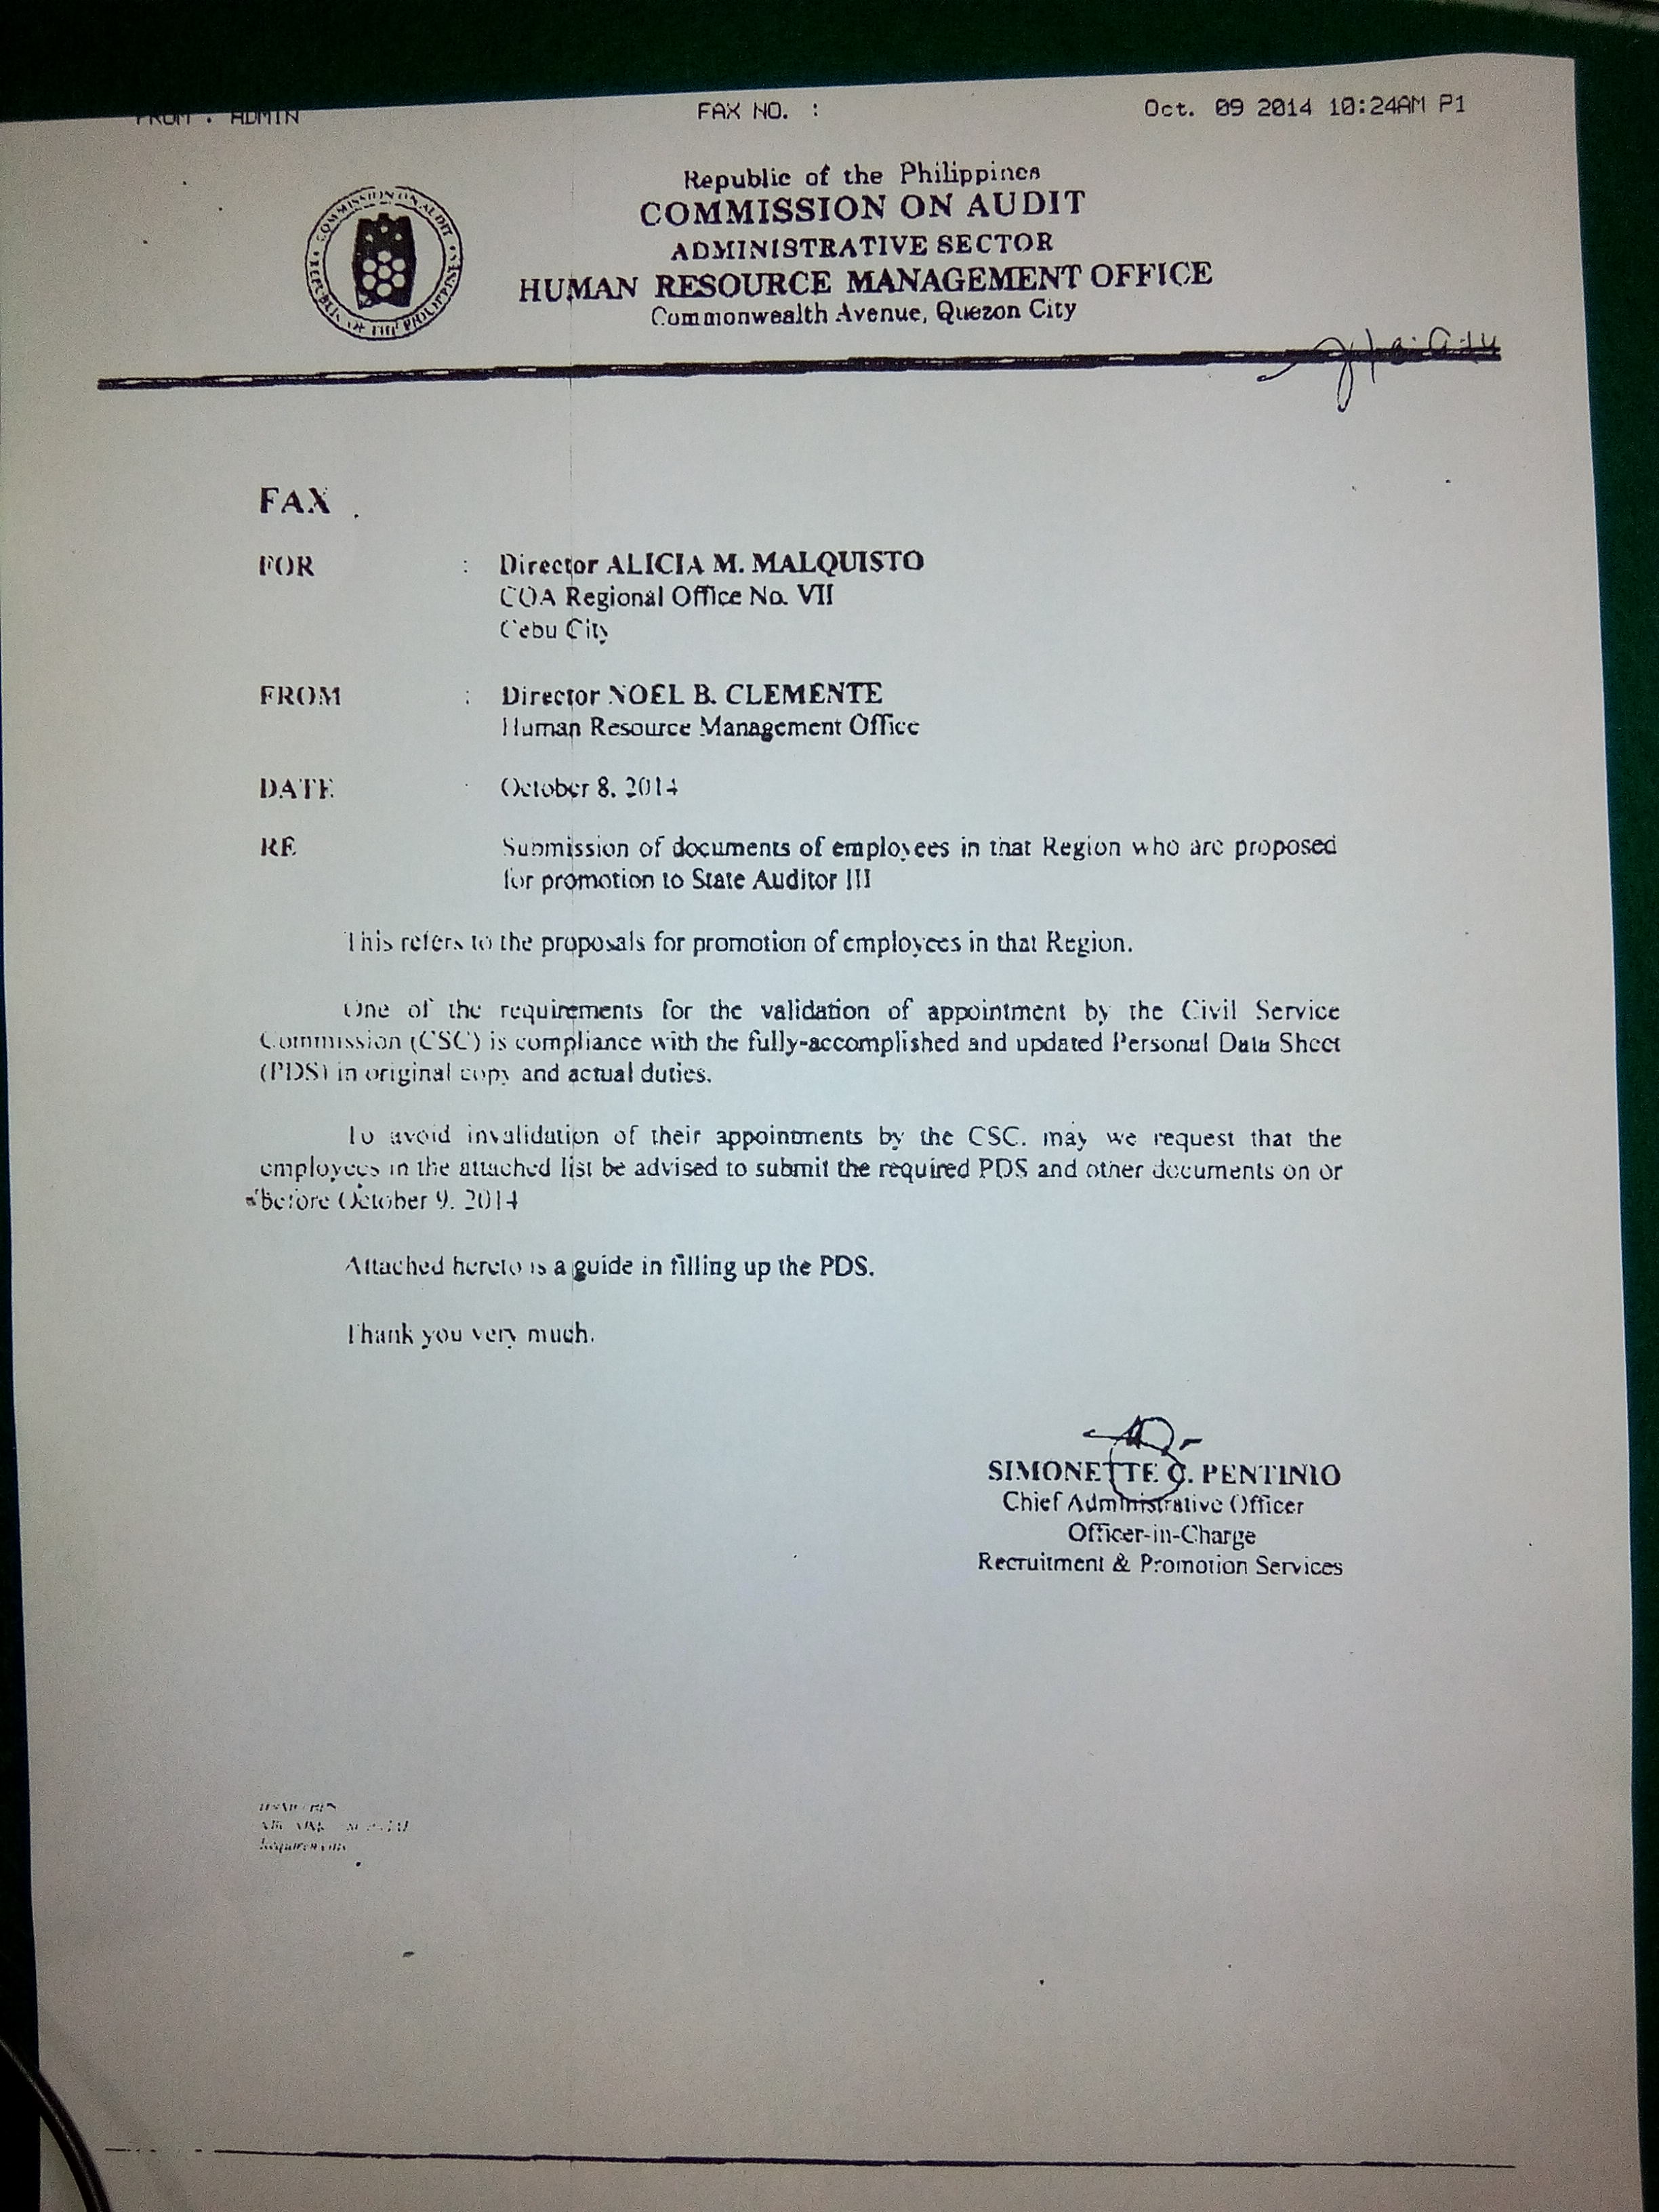 FROM : ADMIN FAX NO. : Oct. 09 2014 10:24AM P1
Republic of the Philippines
COMMISSION ON AUDIT
ADMINISTRATIVE SECTOR
HUMAN RESOURCE MANAGEMENT OFFICE
Commonwealth Avenue, Quezon City
COMMISSION ON AUDIT
REPUBLIC OF THE PHILIPPINES
FAX
FOR : Director ALICIA M. MALQUISTO
COA Regional Office No. VII
Cebu City
FROM : Director NOEL B. CLEMENTE
Human Resource Management Office
DATE : October 8, 2014
RE Submission of documents of employees in that Region who are proposed
for promotion to State Auditor III
This refers to the proposals for promotion of employees in that Region.
One of the requirements for the validation of appointment by the Civil Service
Commission (CSC) is compliance with the fully-accomplished and updated Personal Data Sheet
(PDS) in original copy and actual duties.
To avoid invalidation of their appointments by the CSC, may we request that the
employees in the attached list be advised to submit the required PDS and other documents on or
before October 9, 2014
Attached hereto is a guide in filling up the PDS.
Thank you very much.
SIMONETTE C. PENTINIO
Chief Administrative Officer
Officer-in-Charge
Recruitment & Promotion Services